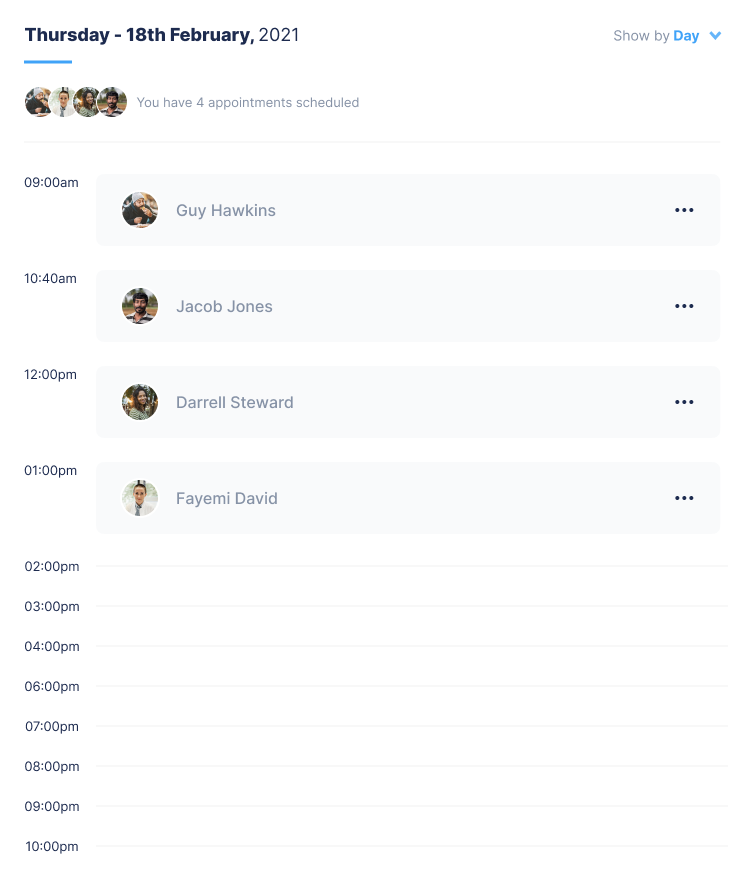 Thursday - 18th February, 2021
Show by Day
You have 4 appointments scheduled
09:00am
Guy Hawkins
10:40am
Jacob Jones
12:00pm
Darrell Steward
01:00pm
Fayemi David
02:00pm
03:00pm
04:00pm
06:00pm
07:00pm
08:00pm
09:00pm
10:00pm